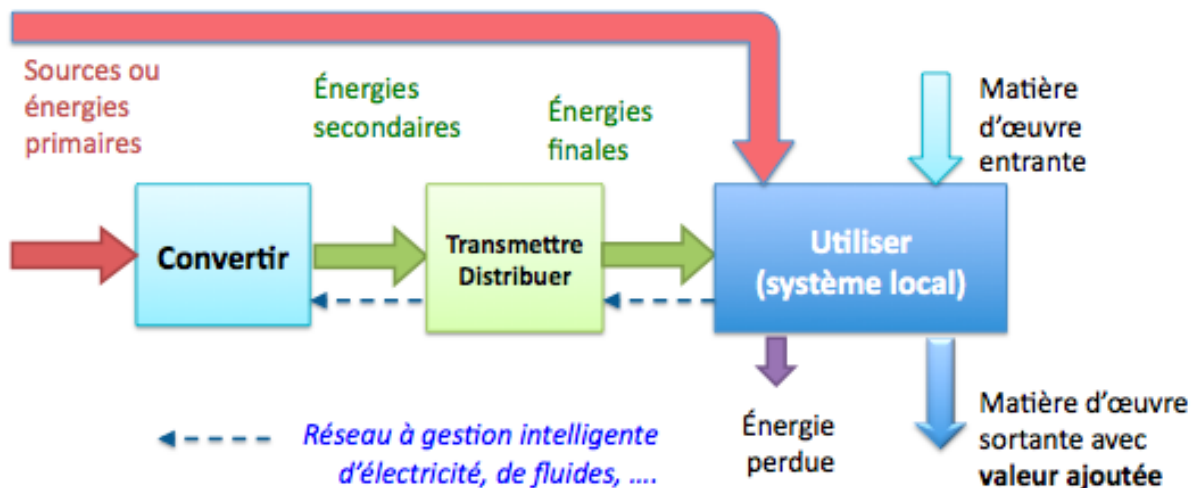 Sources ou
énergies
primaires
Énergies
secondaires
Énergies
finales
Matière
d'œuvre
entrante
Convertir
Transmettre
Distribuer
Utiliser
(système local)
Réseau à gestion intelligente
d'électricité, de fluides, ....
Énergie
perdue
Matière d'œuvre
sortante avec
valeur ajoutée